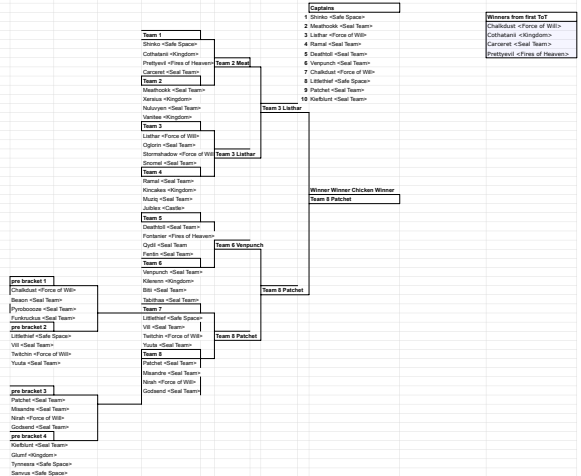 Captains
1 Shinko <Safe Space>
2 Meathookk <Seal Team>
3 Listhar <Force of Will>
4 Ramal <Seal Team>
5 Deathtoll <Seal Team>
6 Venpunch <Seal Team>
7 Chalkdust <Force of Will>
8 Littlethief <Safe Space>
9 Patchet <Seal Team>
10 Kiefblunt <Seal Team>
Winners from first ToT
Chalkdust <Force of Will>
Cothatanii <Kingdom>
Carceret <Seal Team>
Prettyevil <Fires of Heaven>
Team 1
Shinko <Safe Space>
Cothatanii <Kingdom>
Prettyevil <Fires of Heaven>
Carceret <Seal Team>
Team 2
Meathookk <Seal Team>
Xersius <Kingdom>
Nuluvyen <Seal Team>
Vanitee <Kingdom>
Team 3
Listhar <Force of Will>
Oglorin <Seal Team>
Stormshadow <Force of Will
Snomel <Seal Team>
Team 4
Ramal <Seal Team>
Kincakes <Kingdom>
Muziq <Seal Team>
Juiblex <Castle>
Team 5
Deathtoll <Seal Team>
Fontanier <Fires of Heaven>
Qydil <Seal Team
Fenlin <Seal Team>
Team 6
Venpunch <Seal Team>
Kilerenn <Kingdom>
Bitii <Seal Team>
Tabithaa <Seal Team>
Team 7
Littlethief <Safe Space>
Vill <Seal Team>
Twitchin <Force of Will>
Yuuta <Seal Team>
Team 8
Patchet <Seal Team>
Misandre <Seal Team>
Nirah <Force of Will>
Godsend <Seal Team>
Team 2 Meat
Team 3 Listhar
Team 6 Venpunch
Team 8 Patchet
Team 3 Listhar
Team 8 Patchet
Winner Winner Chicken Winner
Team 8 Patchet
pre bracket 1
Chalkdust <Force of Will>
Beaon <Seal Team>
Pyroboooze <Seal Team>
Funkruckus <Seal Team>
pre bracket 2
Littlethief <Safe Space>
Vill <Seal Team>
Twitchin <Force of Will>
Yuuta <Seal Team>
pre bracket 3
Patchet <Seal Team>
Misandre <Seal Team>
Nirah <Force of Will>
Godsend <Seal Team>
pre bracket 4
Kiefblunt <Seal Team>
Glumf <Kingdom>
Tynnesra <Safe Space>
Sanvus <Safe Space>